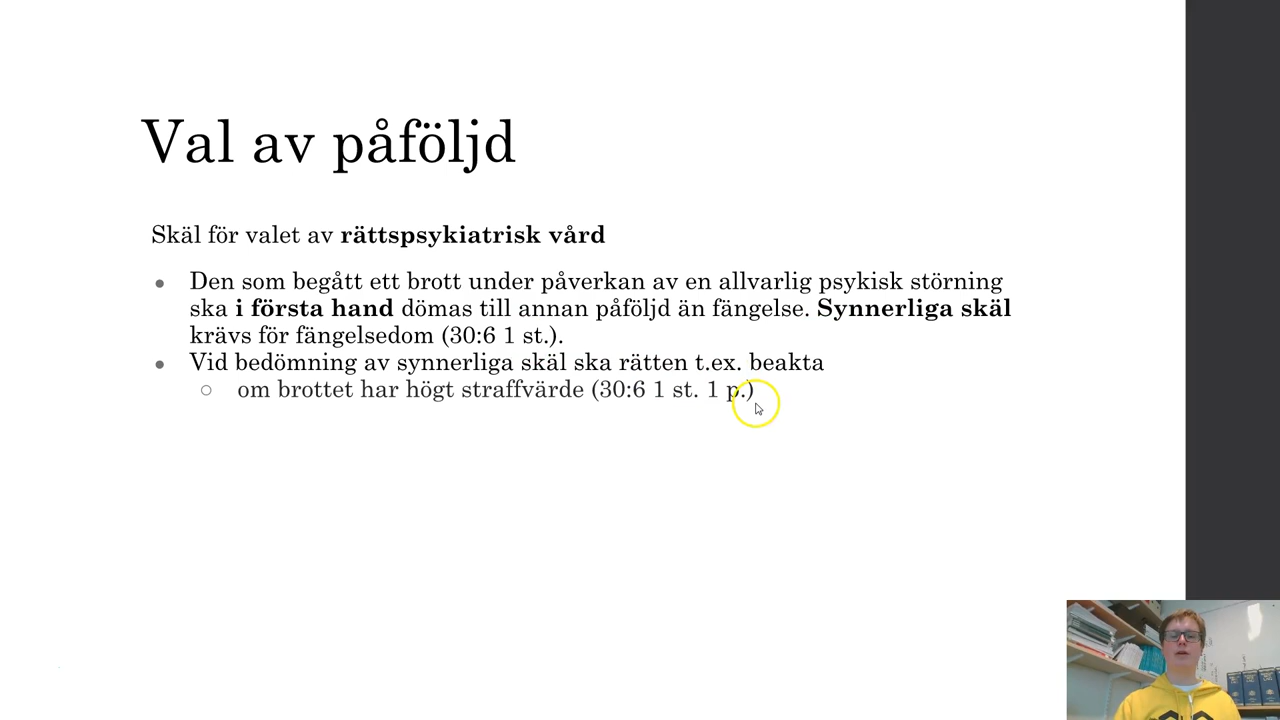 Val av påföljd
Skäl för valet av rättspsykiatrisk vård
● Den som begått ett brott under påverkan av en allvarlig psykisk störning
ska i första hand dömas till annan påföljd än fängelse. Synnerliga skäl
krävs för fängelsedom (30:6 1 st.).
● Vid bedömning av synnerliga skäl ska rätten t.ex. beakta
○ om brottet har högt straffvärde (30:6 1 st. 1 p.)